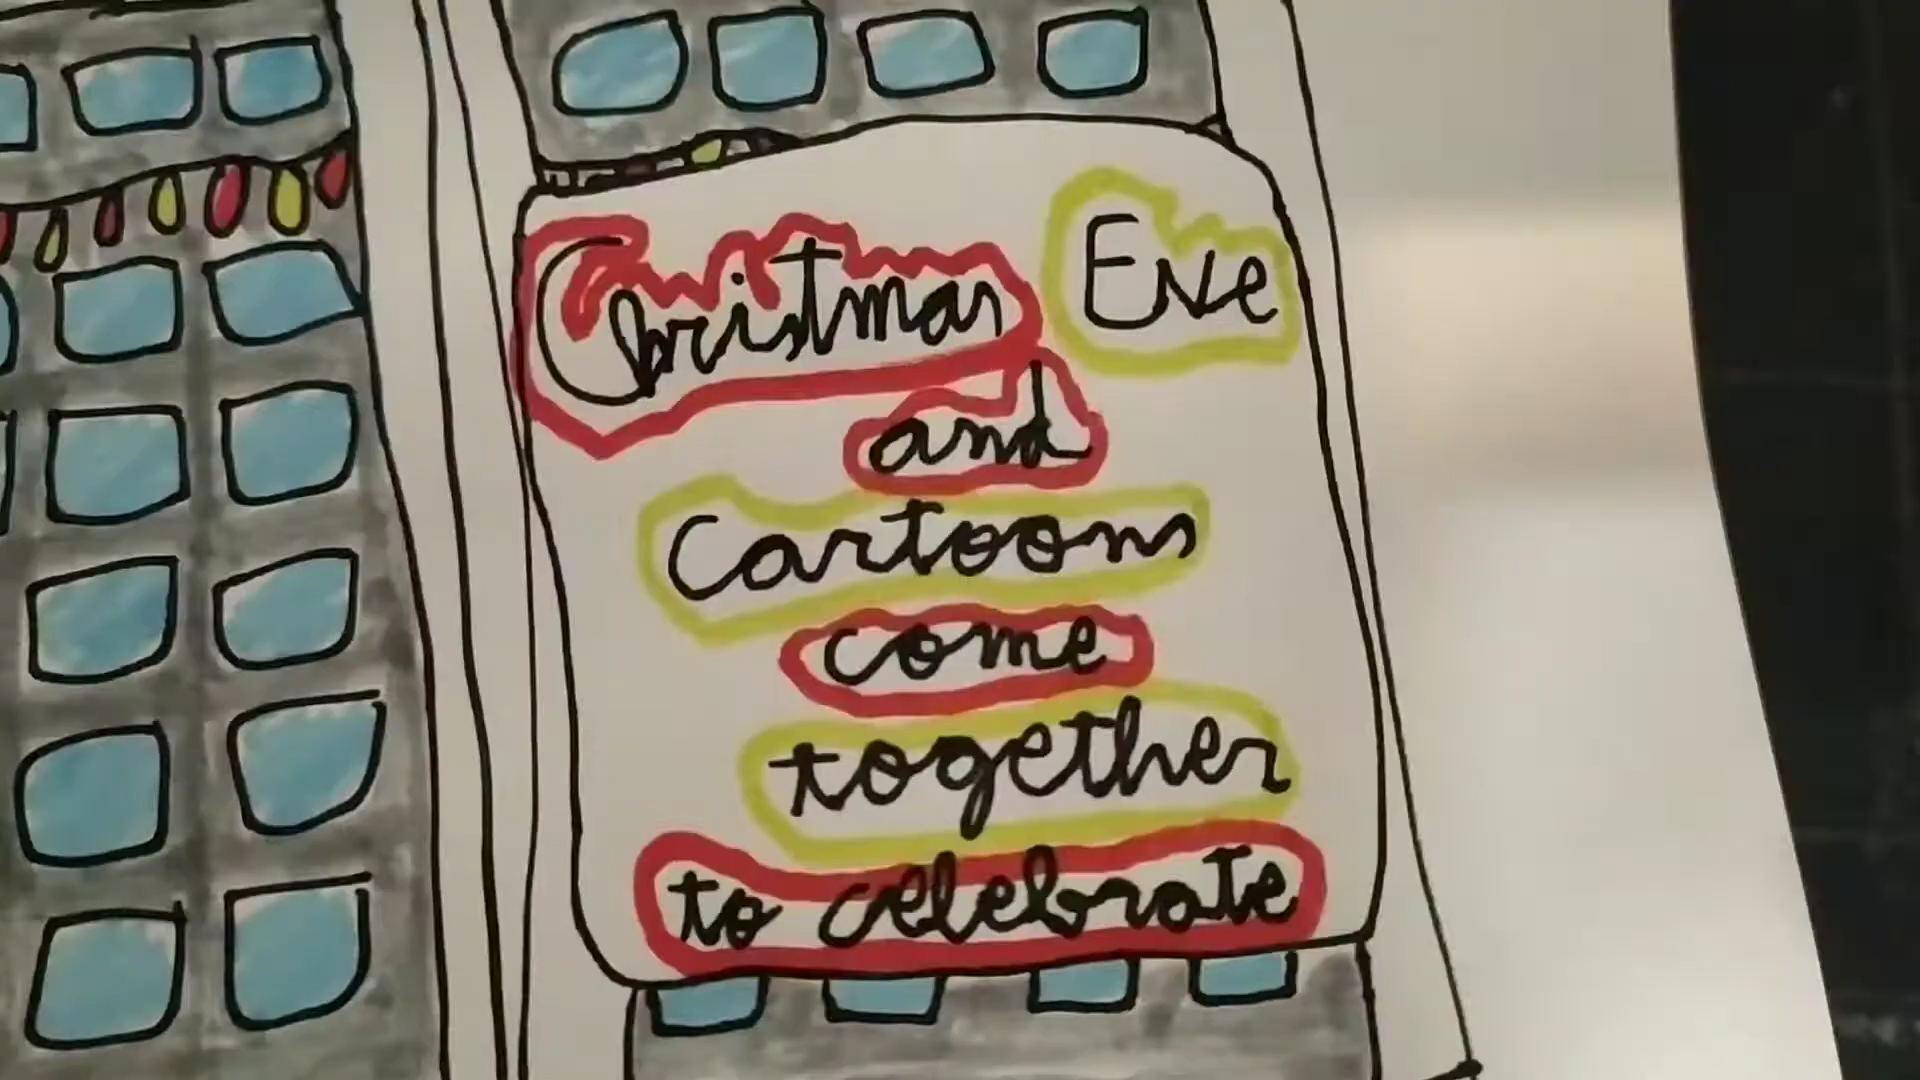 Christmas Eve
and
Cartoons
come
together
to celebrate